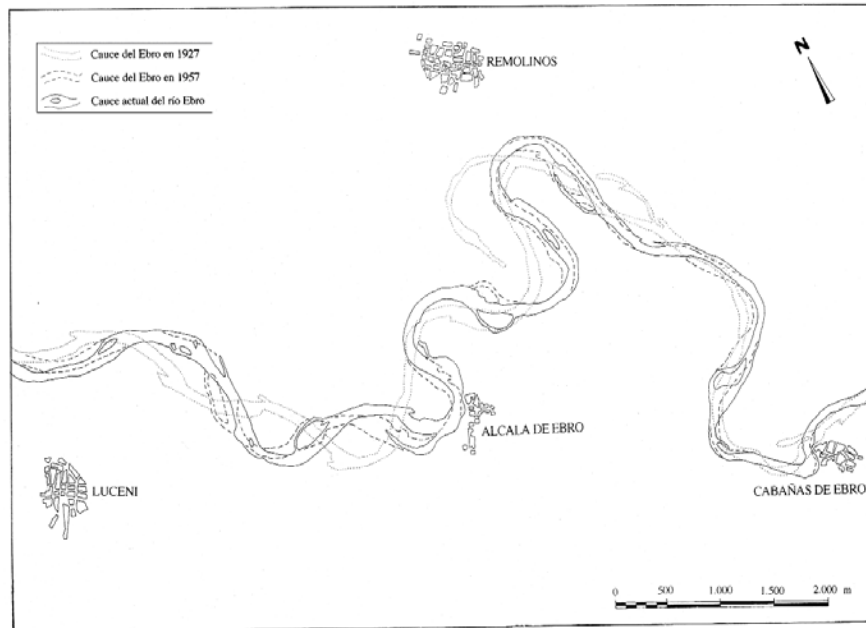 Cauce del Ebro en 1927
Cauce del Ebro en 1957
Cauce actual del río Ebro
REMOLINOS
N
ALCALA DE EBRO
LUCENI
CABAÑAS DE EBRO
0 500 1.000 1.500 2.000 m